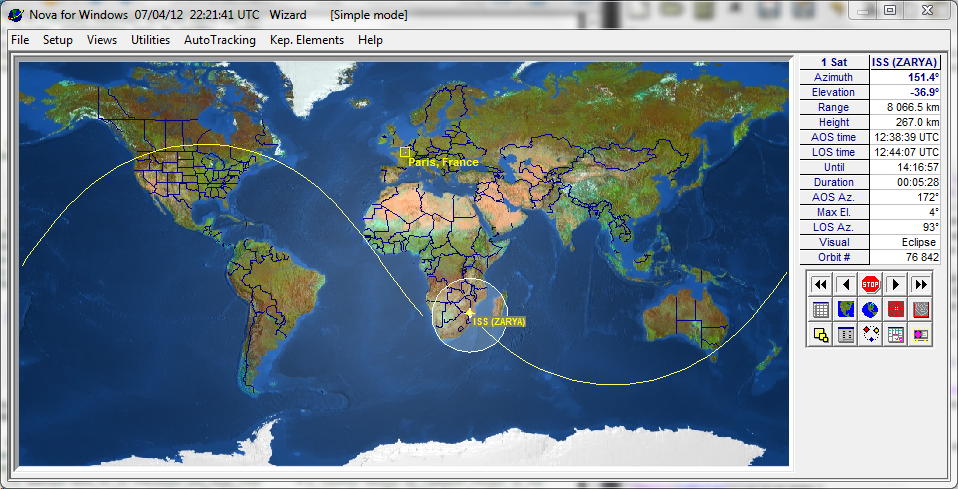 Nova for Windows  07/04/12  22:21:41 UTC  Wizard  [Simple mode]
File  Setup  Views  Utilities  AutoTracking  Kep. Elements  Help
1 Sat  ISS (ZARYA)
Azimuth  151.4°
Elevation  -36.9°
Range  8 066.5 km
Height  267.0 km
AOS time  12:38:39 UTC
LOS time  12:44:07 UTC
Until  14:16:57
Duration  00:05:28
AOS Az.  172°
Max El.  4°
LOS Az.  93°
Visual  Eclipse
Orbit #  76 842
STOP
Paris, France
ISS (ZARYA)